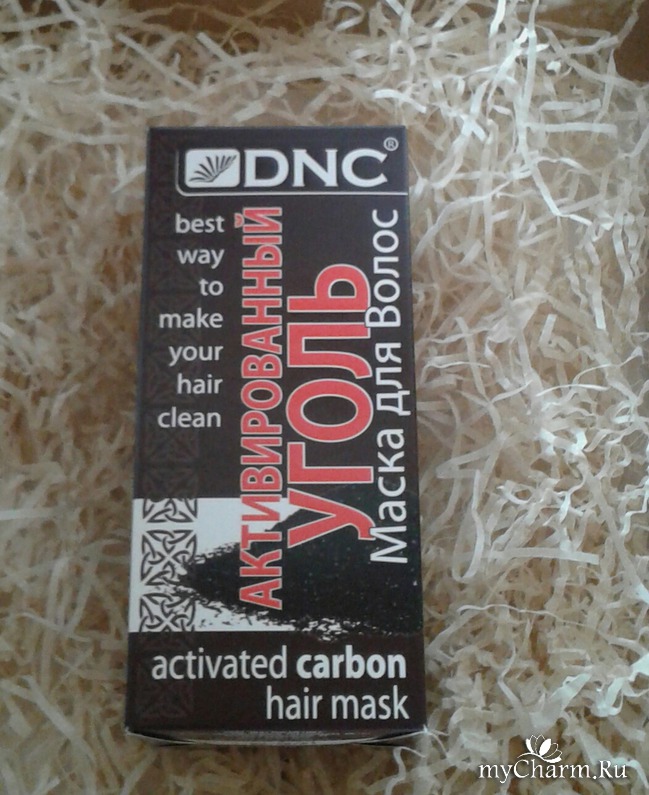 DNC®
best
way
to
make
your
hair
clean
АКТИВИРОВАННЫЙ
УГОЛЬ
Маска для Волос
activated carbon
hair mask
myCharm.Ru